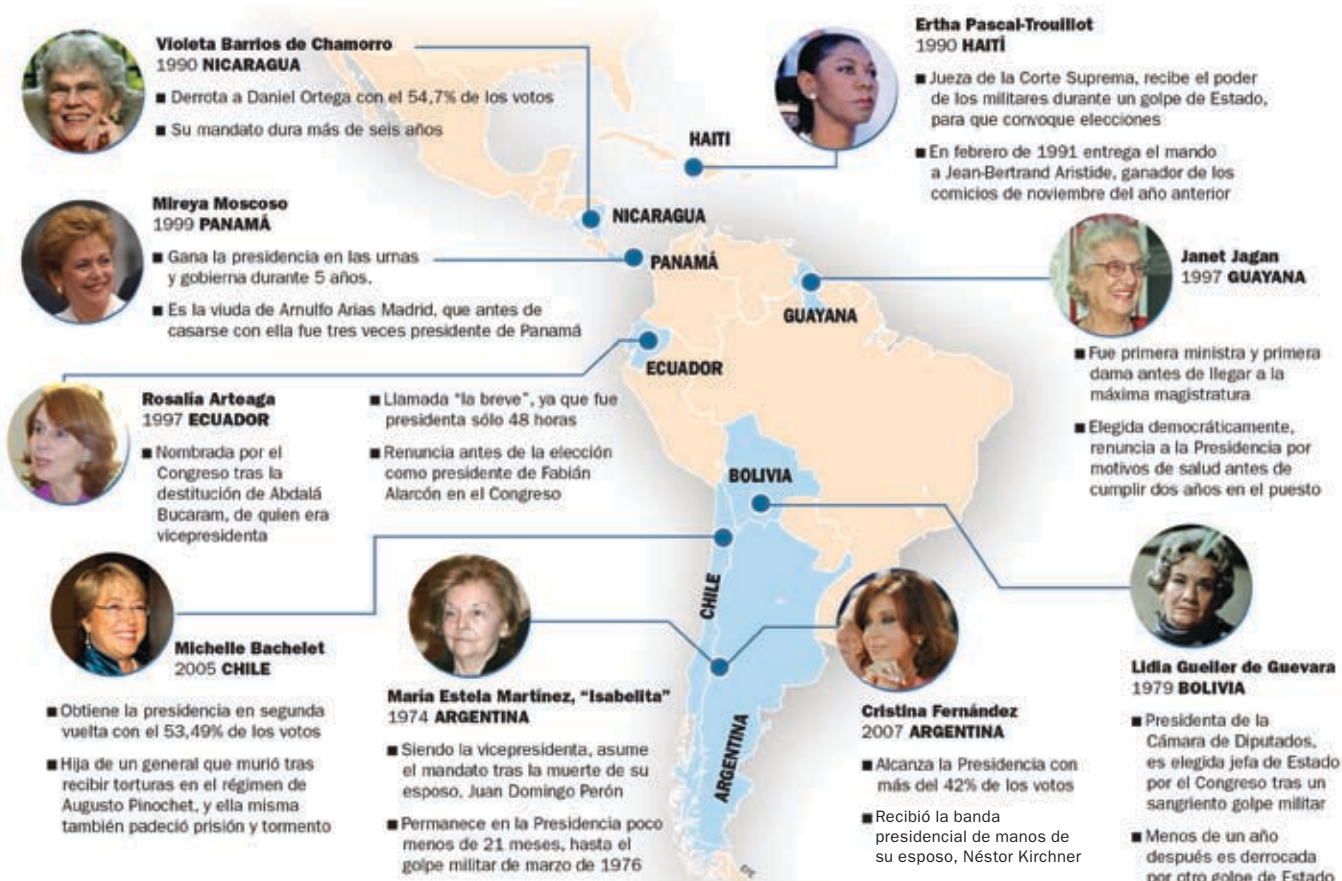 Violeta Barrios de Chamorro
1990 NICARAGUA
■ Derrota a Daniel Ortega con el 54,7% de los votos
■ Su mandato dura más de seis años
Ertha Pascal-Trouillot
1990 HAITÍ
■ Jueza de la Corte Suprema, recibe el poder
de los militares durante un golpe de Estado,
para que convoque elecciones
■ En febrero de 1991 entrega el mando
a Jean-Bertrand Aristide, ganador de los
comicios de noviembre del año anterior
HAITI
NICARAGUA
PANAMÁ
GUAYANA
ECUADOR
BOLIVIA
CHILE
ARGENTINA
Mireya Moscoso
1999 PANAMÁ
■ Gana la presidencia en las urnas
y gobierna durante 5 años.
■ Es la viuda de Arnulfo Arias Madrid, que antes de
casarse con ella fue tres veces presidente de Panamá
Janet Jagan
1997 GUAYANA
■ Fue primera ministra y primera
dama antes de llegar a la
máxima magistratura
■ Elegida democráticamente,
renuncia a la Presidencia por
motivos de salud antes de
cumplir dos años en el puesto
Rosalía Arteaga
1997 ECUADOR
■ Nombrada por el
Congreso tras la
destitución de Abdalá
Bucaram, de quien era
vicepresidenta
■ Llamada "la breve", ya que fue
presidenta sólo 48 horas
■ Renuncia antes de la elección
como presidente de Fabián
Alarcón en el Congreso
Michelle Bachelet
2005 CHILE
■ Obtiene la presidencia en segunda
vuelta con el 53,49% de los votos
■ Hija de un general que murió tras
recibir torturas en el régimen de
Augusto Pinochet, y ella misma
también padeció prisión y tormento
María Estela Martínez, "Isabelita"
1974 ARGENTINA
■ Siendo la vicepresidenta, asume
el mandato tras la muerte de su
esposo, Juan Domingo Perón
■ Permanece en la Presidencia poco
menos de 21 meses, hasta el
golpe militar de marzo de 1976
Cristina Fernández
2007 ARGENTINA
■ Alcanza la Presidencia con
más del 42% de los votos
■ Recibió la banda
presidencial de manos de
su esposo, Néstor Kirchner
Lidia Gueiler de Guevara
1979 BOLIVIA
■ Presidenta de la
Cámara de Diputados,
es elegida jefa de Estado
por el Congreso tras un
sangriento golpe militar
■ Menos de un año
después es derrocada
por otro golpe de Estado